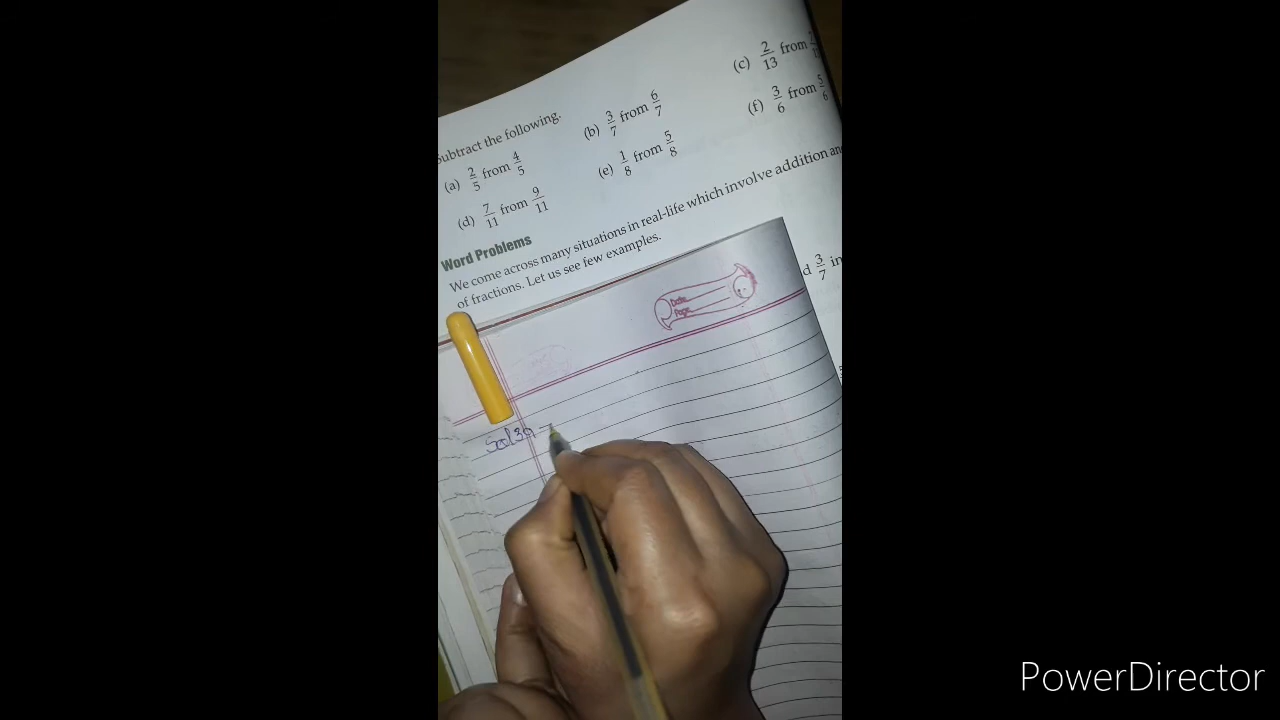 (c) 2/13 from
Subtract the following.
(a) 2/5 from 4/5 (b) 3/7 from 6/7 (f) 3/6 from 5/6
(d) 7/11 from 9/11 (e) 1/8 from 5/8
Word Problems
We come across many situations in real-life which involve addition
of fractions. Let us see few examples.
3/7 in
Date
Page
Sol 3a =
PowerDirector